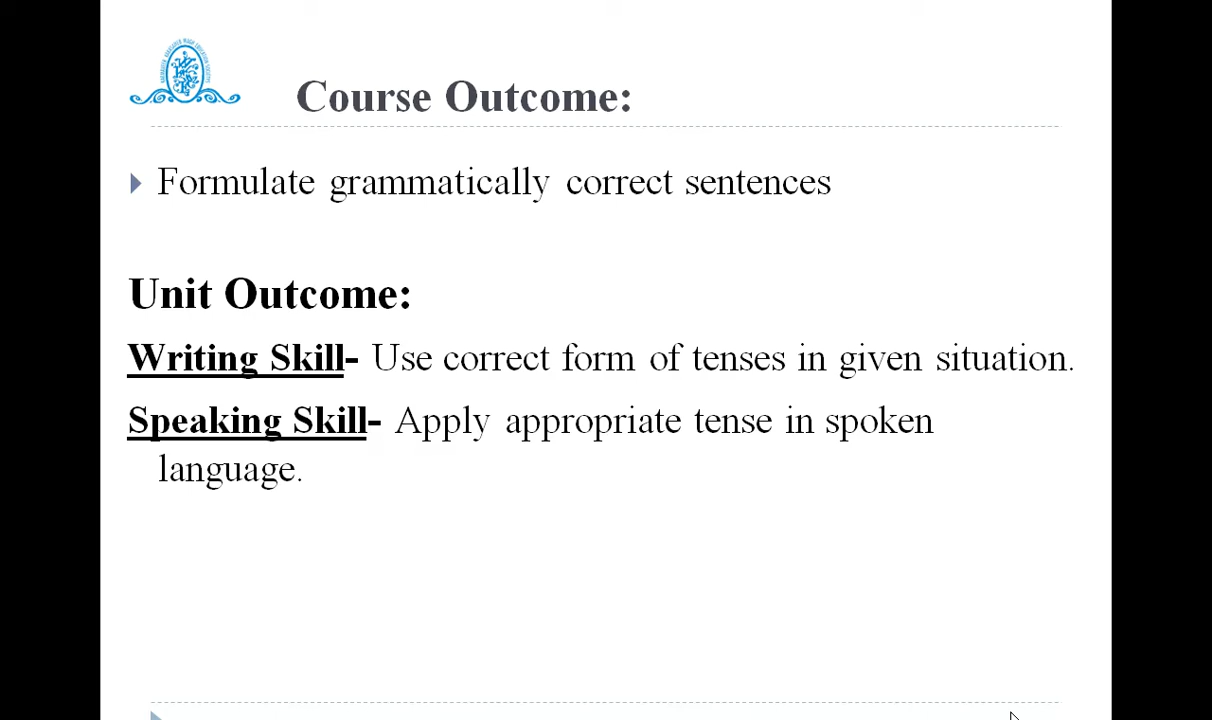 Course Outcome:
Formulate grammatically correct sentences
Unit Outcome:
Writing Skill- Use correct form of tenses in given situation.
Speaking Skill- Apply appropriate tense in spoken
language.